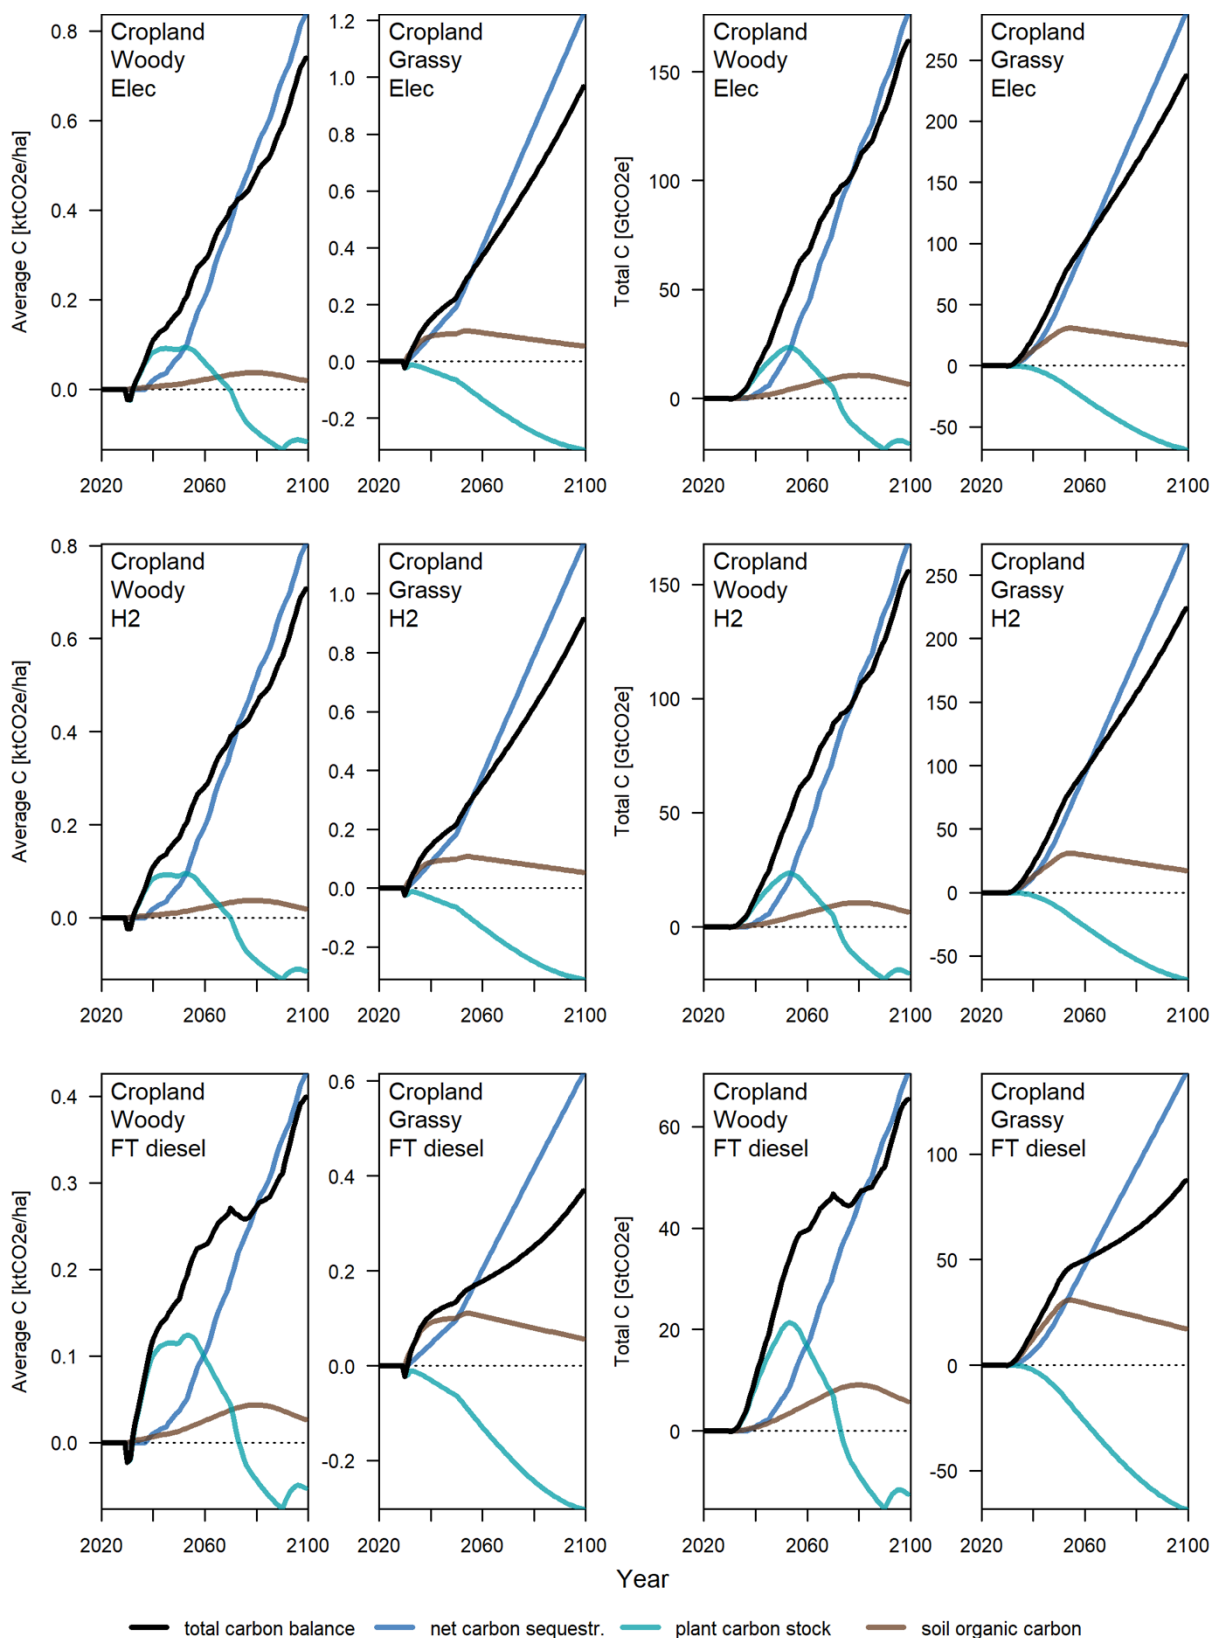 Cropland
Woody
Elec
0.8
0.6
0.4
0.2
0.0
Average C [ktCO2e/ha]
2020 2060 2100
Cropland
Grassy
Elec
1.2
1.0
0.8
0.6
0.4
0.2
0.0
-0.2
2020 2060 2100
Cropland
Woody
Elec
150
100
50
0
Total C [GtCO2e]
2020 2060 2100
Cropland
Grassy
Elec
250
200
150
100
50
0
-50
2020 2060 2100
Cropland
Woody
H2
0.8
0.6
0.4
0.2
0.0
Average C [ktCO2e/ha]
2020 2060 2100
Cropland
Grassy
H2
1.0
0.8
0.6
0.4
0.2
0.0
-0.2
2020 2060 2100
Cropland
Woody
H2
150
100
50
0
Total C [GtCO2e]
2020 2060 2100
Cropland
Grassy
H2
250
200
150
100
50
0
-50
2020 2060 2100
Cropland
Woody
FT diesel
0.4
0.3
0.2
0.1
0.0
Average C [ktCO2e/ha]
2020 2060 2100
Cropland
Grassy
FT diesel
0.6
0.4
0.2
0.0
-0.2
2020 2060 2100
Cropland
Woody
FT diesel
60
40
20
0
Total C [GtCO2e]
2020 2060 2100
Cropland
Grassy
FT diesel
100
50
0
-50
2020 2060 2100
Year
total carbon balance net carbon sequestr. plant carbon stock soil organic carbon